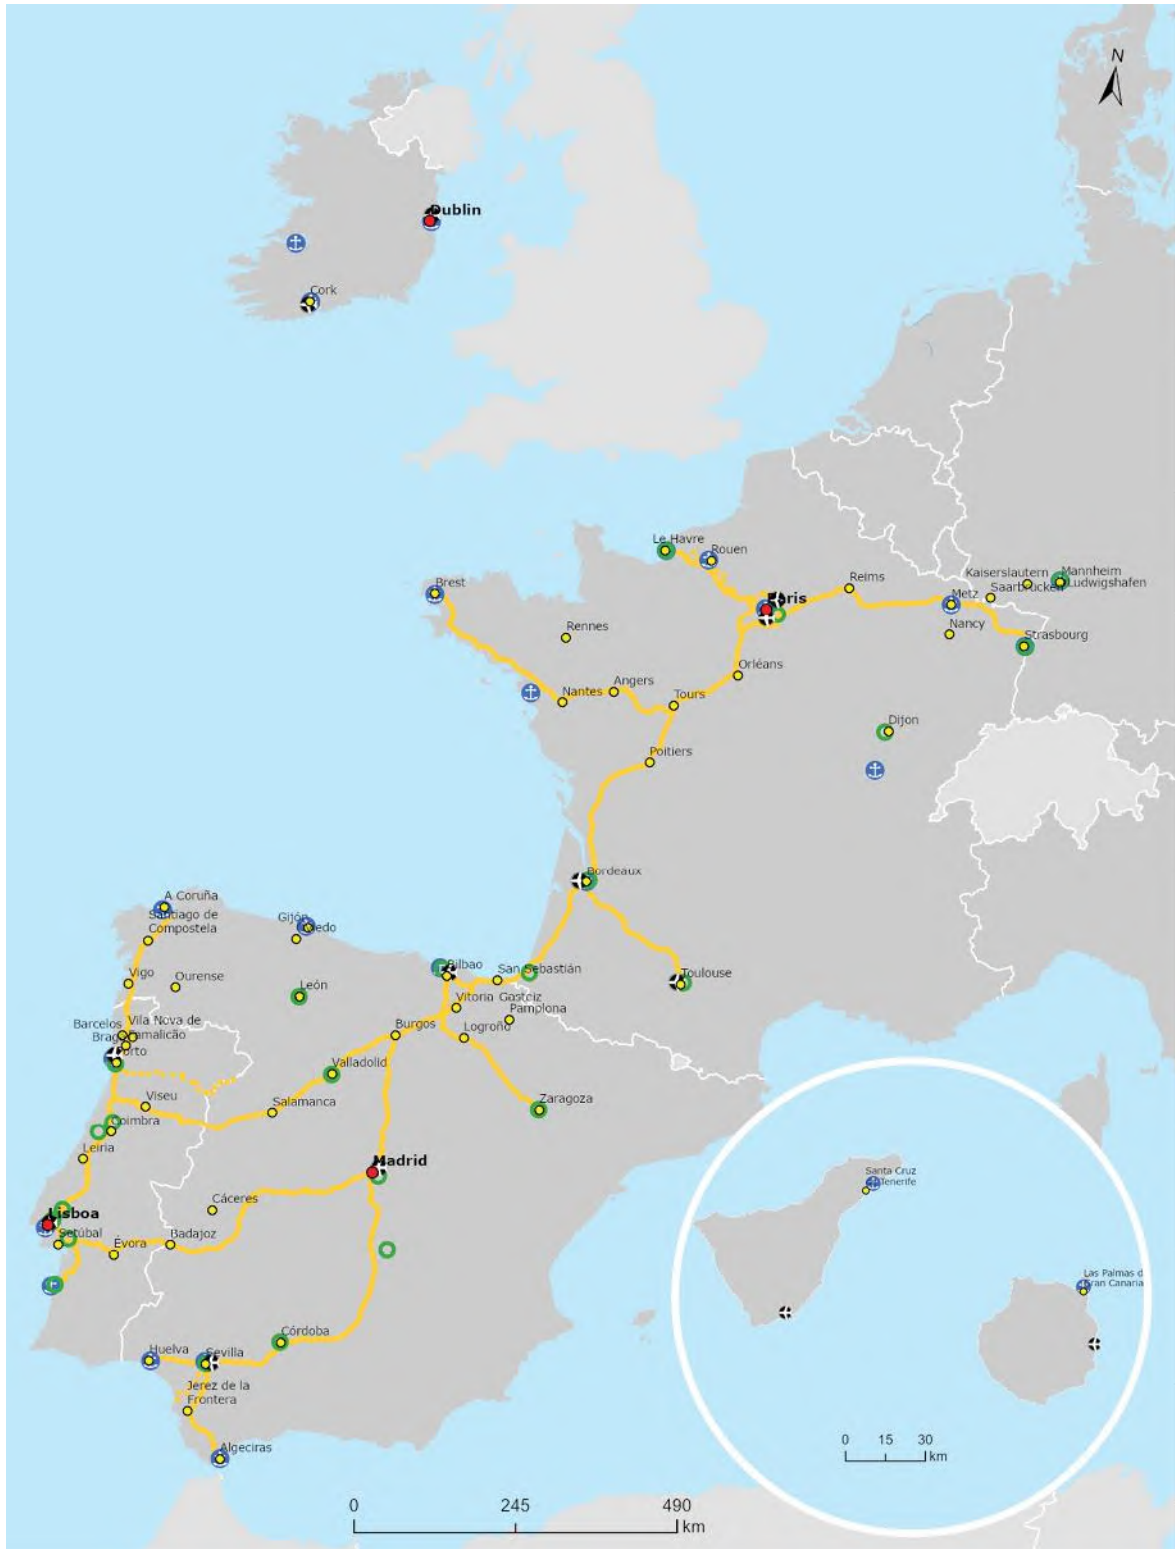 N
Dublin
Cork
Le Havre
Rouen
Brest
Reims
Kaiserslautern
Mannheim
Ludwigshafen
Saarbrücken
Metz
Nancy
Strasbourg
Rennes
Orléans
Angers
Nantes
Tours
Dijon
Poitiers
Bordeaux
A Coruña
Santiago de
Compostela
Gijón
Bilbao
San Sebastián
Toulouse
Vigo
Ourense
León
Vitoria Gasteiz
Pamplona
Barcelos
Vila Nova de
Famalicão
Burgos
Logroño
Valladolid
Viseu
Salamanca
Zaragoza
Coimbra
Leiria
Madrid
Santa Cruz
Tenerife
Cáceres
Lisboa
Setúbal
Évora
Badajoz
Las Palmas d
Gran Canaria
Córdoba
Huelva
Sevilla
Jerez de la
Frontera
Algeciras
0 15 30
km
0 245 490
km